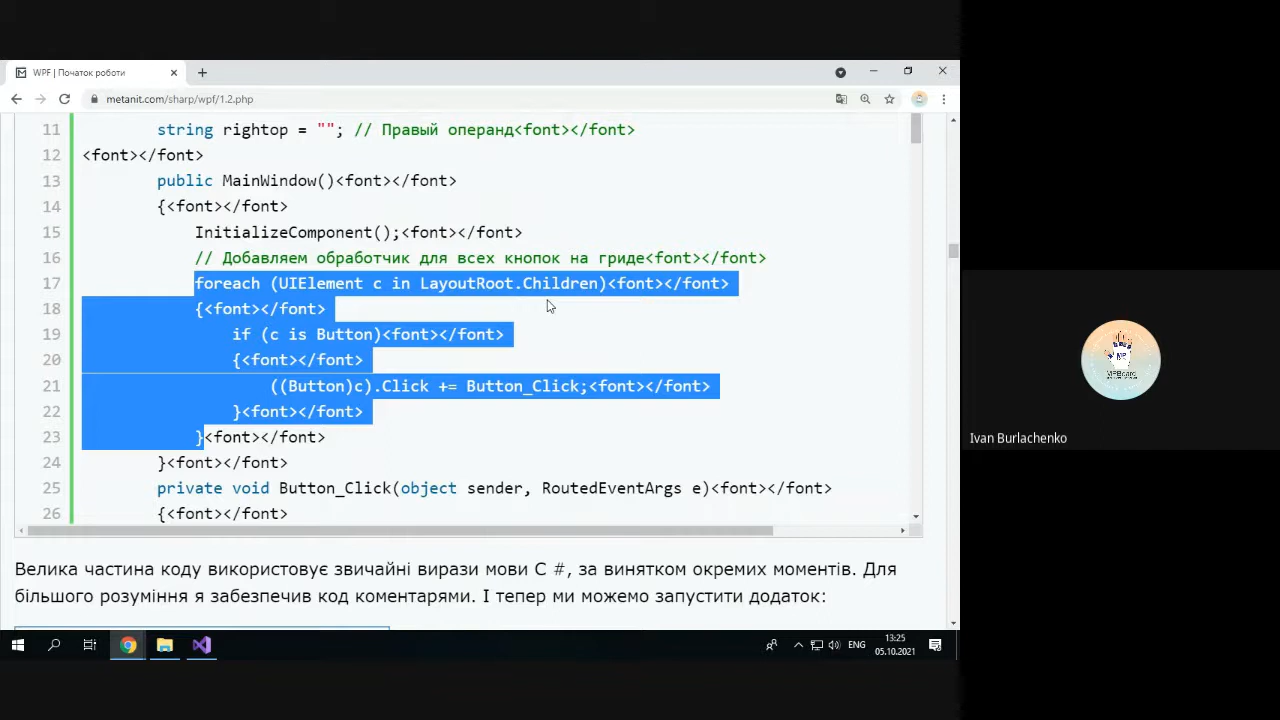 WPF | Початок роботи
metanit.com/sharp/wpf/1.2.php
11 string rightop = ""; // Правый операнд<font></font>
12 <font></font>
13 public MainWindow()<font></font>
14 {<font></font>
15 InitializeComponent();<font></font>
16 // Добавляем обработчик для всех кнопок на гриде<font></font>
17 foreach (UIElement c in LayoutRoot.Children)<font></font>
18 {<font></font>
19 if (c is Button)<font></font>
20 {<font></font>
21 ((Button)c).Click += Button_Click;<font></font>
22 }<font></font>
23 }<font></font>
24 }<font></font>
25 private void Button_Click(object sender, RoutedEventArgs e)<font></font>
26 {<font></font>
Велика частина коду використовує звичайні вирази мови C #, за винятком окремих моментів. Для
більшого розуміння я забезпечив код коментарями. І тепер ми можемо запустити додаток:
ENG
13:25
05.10.2021
Ivan Burlachenko